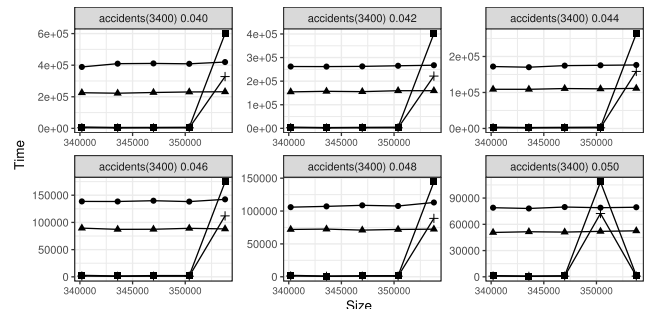 accidents(3400) 0.040
accidents(3400) 0.042
accidents(3400) 0.044
6e+05
4e+05
2e+05
0e+00
340000 345000 350000
4e+05
3e+05
2e+05
1e+05
0e+00
340000 345000 350000
2e+05
1e+05
0e+00
340000 345000 350000
Time
accidents(3400) 0.046
accidents(3400) 0.048
accidents(3400) 0.050
150000
100000
50000
0
340000 345000 350000
150000
100000
50000
0
340000 345000 350000
90000
60000
30000
0
340000 345000 350000
Size